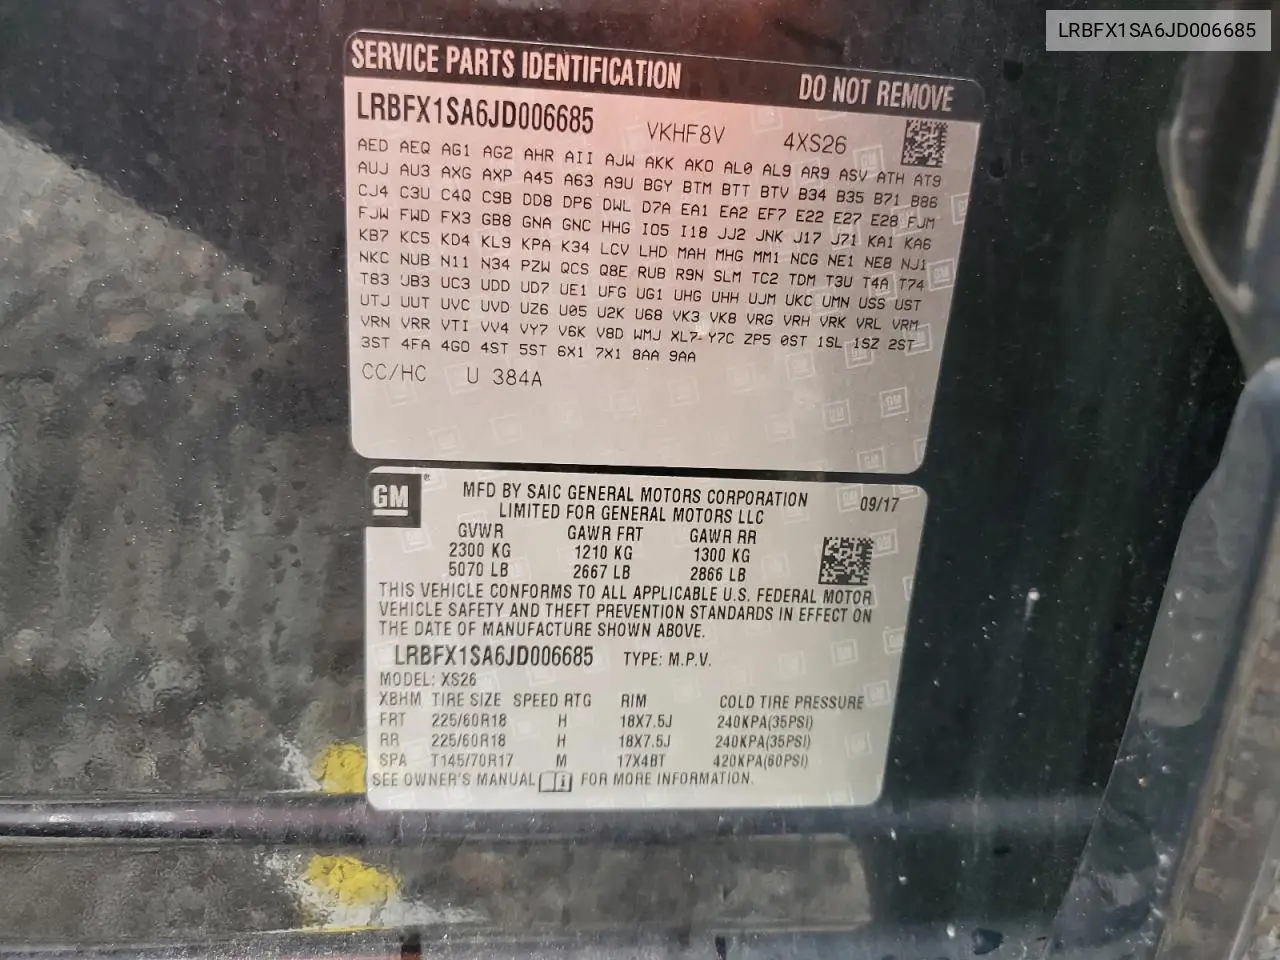 LRBFX1SA6JD006685
SERVICE PARTS IDENTIFICATION DO NOT REMOVE
LRBFX1SA6JD006685 VKHF8V 4XS26
AED AEQ AG1 AG2 AHR AII AJW AKK AKO AL0 AL9 AR9 ASV ATH AT9
AUJ AU3 AXG AXP A45 A63 A9U BGY BTM BTT BTV B34 B35 B71 B86
CJ4 C3U C4Q C9B DD8 DP6 DWL D7A EA1 EA2 EF7 E22 E27 E28 FJM
FJW FWD FX3 GB8 GNA GNC HHG IO5 I18 JJ2 JNK J17 J71 KA1 KA6
KB7 KC5 KD4 KL9 KPA K34 LCV LHD MAH MHG MM1 NCG NE1 NE8 NJ1
NKC NUB N11 N34 PZW QCS Q8E RUB R9N SLM TC2 TDM T3U T4A T74
T83 UB3 UC3 UDD UD7 UE1 UFG UG1 UHG UHH UJM UKC UMN USS UST
UTJ UUT UVC UVD UZ6 U05 U2K U68 VK3 VK8 VRG VRH VRK VRL VRM
VRN VRR VTI VV4 VY7 V6K V8D WMJ XL7 Y7C ZP5 0ST 1SL 1SZ 2ST
3ST 4FA 4GO 4ST 5ST 6X1 7X1 8AA 9AA
CC/HC U 384A
GM ® MFD BY SAIC GENERAL MOTORS CORPORATION 09/17
LIMITED FOR GENERAL MOTORS LLC
GVWR GAWR FRT GAWR RR
2300 KG 1210 KG 1300 KG
5070 LB 2667 LB 2866 LB
THIS VEHICLE CONFORMS TO ALL APPLICABLE U.S. FEDERAL MOTOR
VEHICLE SAFETY AND THEFT PREVENTION STANDARDS IN EFFECT ON
THE DATE OF MANUFACTURE SHOWN ABOVE.
LRBFX1SA6JD006685 TYPE: M.P.V.
MODEL: XS26
XBHM TIRE SIZE SPEED RTG RIM COLD TIRE PRESSURE
FRT 225/60R18 H 18X7.5J 240KPA(35PSI)
RR 225/60R18 H 18X7.5J 240KPA(35PSI)
SPA T145/70R17 M 17X4BT 420KPA(60PSI)
SEE OWNER'S MANUAL FOR MORE INFORMATION.